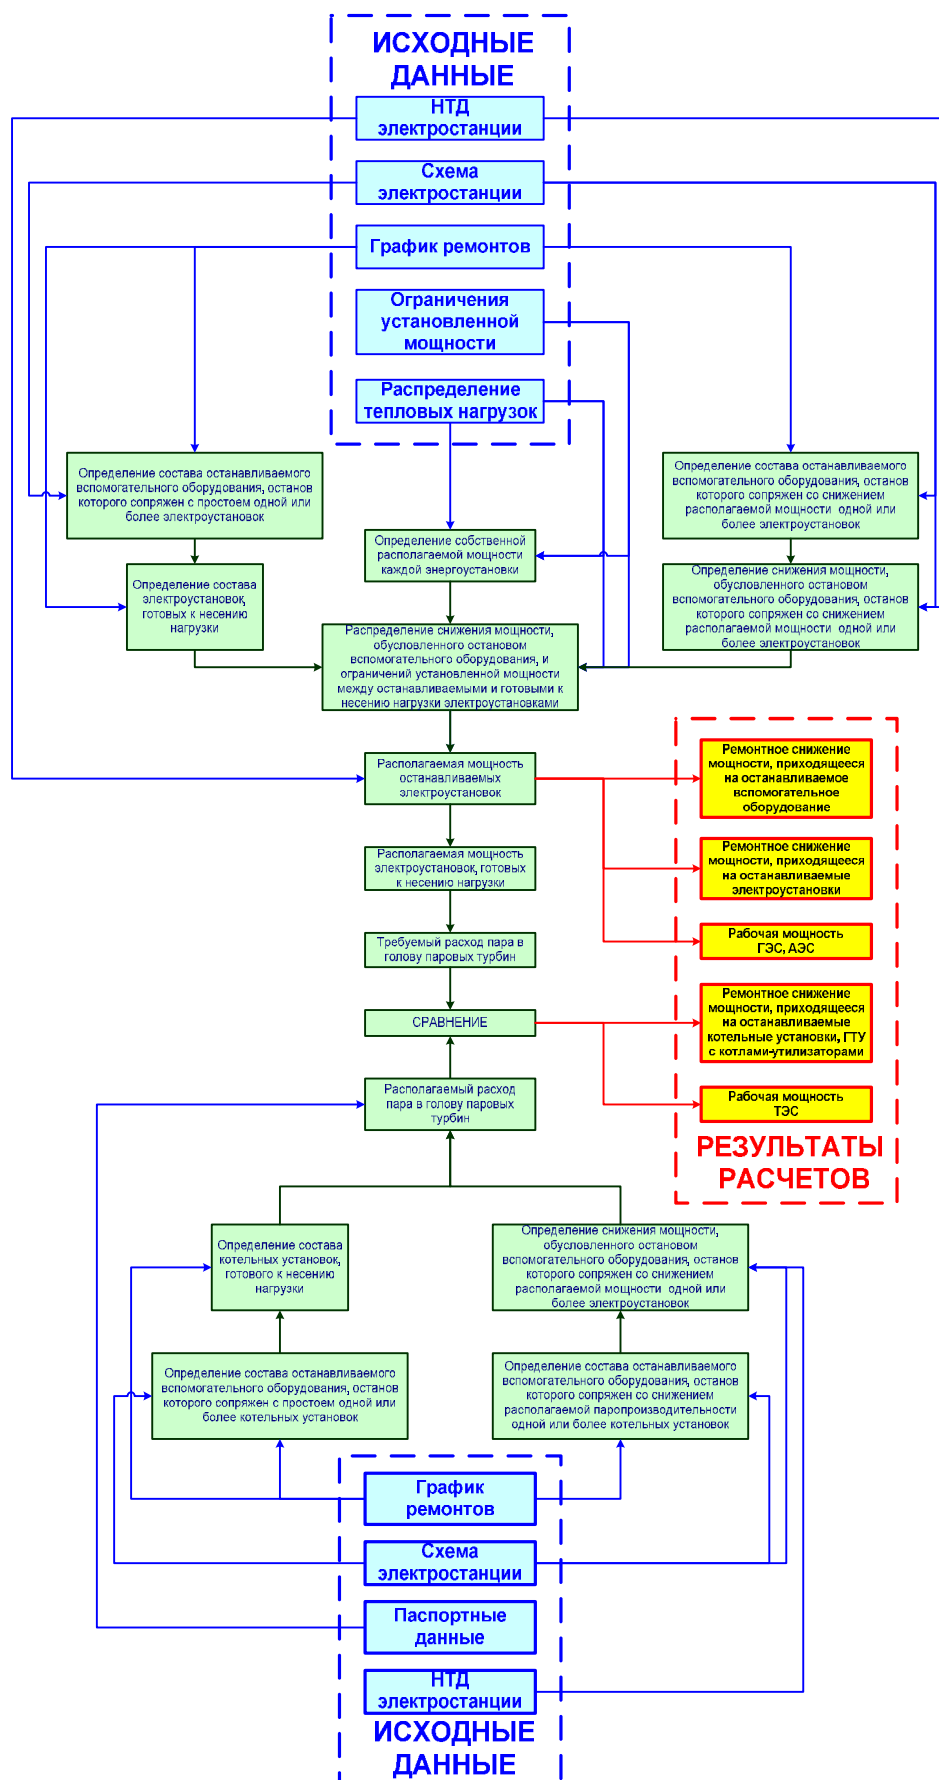 ИСХОДНЫЕ
ДАННЫЕ
НТД
электростанции
Схема
электростанции
График ремонтов
Ограничения
установленной
мощности
Распределение
тепловых нагрузок
Определение состава останавливаемого
вспомогательного оборудования, останов
которого сопряжен с простоем одной или
более электроустановок
Определение состава останавливаемого
вспомогательного оборудования, останов
которого сопряжен со снижением
располагаемой мощности одной или
более электроустановок
Определение собственной
располагаемой мощности
каждой энергоустановки
Определение состава
электроустановок,
готовых к несению
нагрузки
Определение снижения мощности,
обусловленного остановом
вспомогательного оборудования, останов
которого сопряжен со снижением
располагаемой мощности одной или
более электроустановок
Распределение снижения мощности,
обусловленного остановом
вспомогательного оборудования, и
ограничений установленной мощности
между останавливаемыми и готовыми к
несению нагрузки электроустановками
Располагаемая мощность
останавливаемых
электроустановок
Располагаемая мощность
электроустановок, готовых
к несению нагрузки
Требуемый расход пара в
голову паровых турбин
СРАВНЕНИЕ
Располагаемый расход
пара в голову паровых
турбин
Ремонтное снижение
мощности, приходящееся
на останавливаемое
вспомогательное
оборудование
Ремонтное снижение
мощности, приходящееся
на останавливаемые
электроустановки
Рабочая мощность
ГЭС, АЭС
Ремонтное снижение
мощности, приходящееся
на останавливаемые
котельные установки, ГТУ
с котлами-утилизаторами
Рабочая мощность
ТЭС
РЕЗУЛЬТАТЫ
РАСЧЕТОВ
Определение состава
котельных установок,
готового к несению
нагрузки
Определение снижения мощности,
обусловленного остановом
вспомогательного оборудования, останов
которого сопряжен со снижением
располагаемой мощности одной или
более электроустановок
Определение состава останавливаемого
вспомогательного оборудования, останов
которого сопряжен с простоем одной или
более котельных установок
Определение состава останавливаемого
вспомогательного оборудования, останов
которого сопряжен со снижением
располагаемой паропроизводительности
одной или более котельных установок
График
ремонтов
Схема
электростанции
Паспортные
данные
НТД
электростанции
ИСХОДНЫЕ
ДАННЫЕ